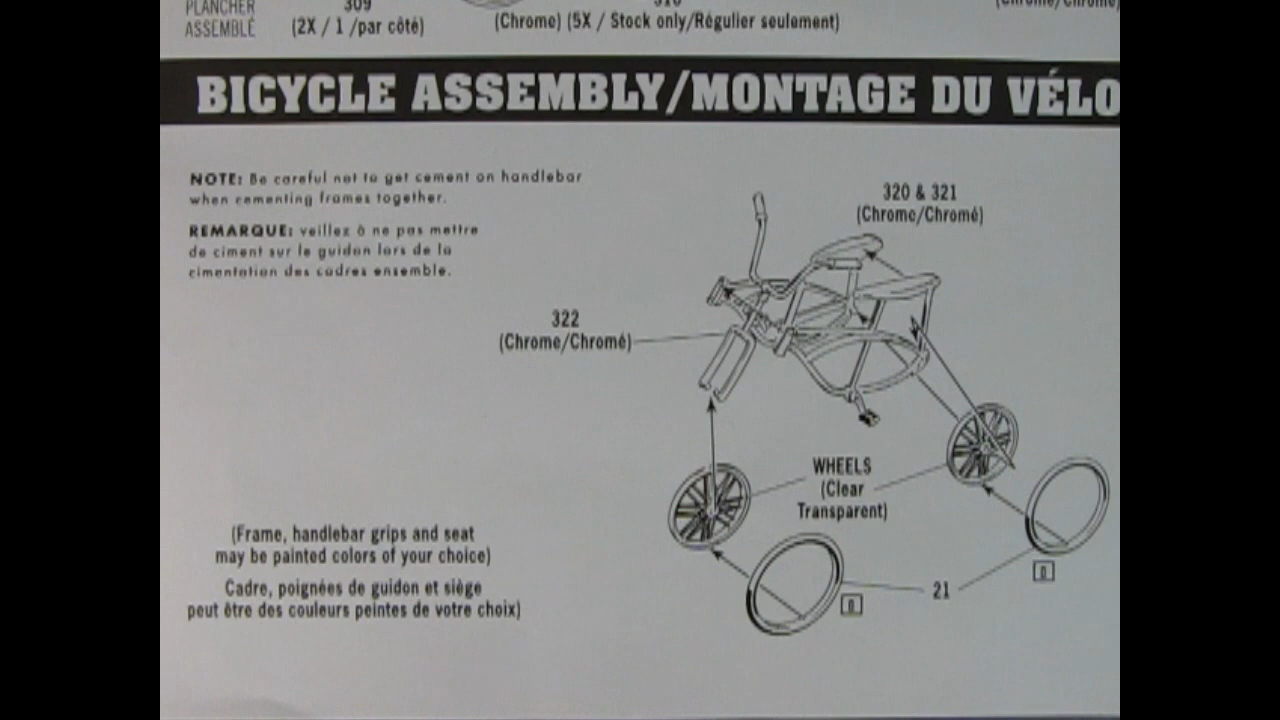 PLANCHER
ASSEMBLÉ
309
(2X / 1 /par côté)
310
(Chrome) (5X / Stock only/Régulier seulement)
(Chrome/Chromé)
BICYCLE ASSEMBLY/MONTAGE DU VÉLO
NOTE: Be careful not to get cement on handlebar
when cementing frames together.
REMARQUE: veillez à ne pas mettre
de ciment sur le guidon lors de la
cimentation des cadres ensemble.
320 & 321
(Chrome/Chromé)
322
(Chrome/Chromé)
WHEELS
(Clear
Transparent)
(Frame, handlebar grips and seat
may be painted colors of your choice)
Cadre, poignées de guidon et siège
peut être des couleurs peintes de votre choix)
21